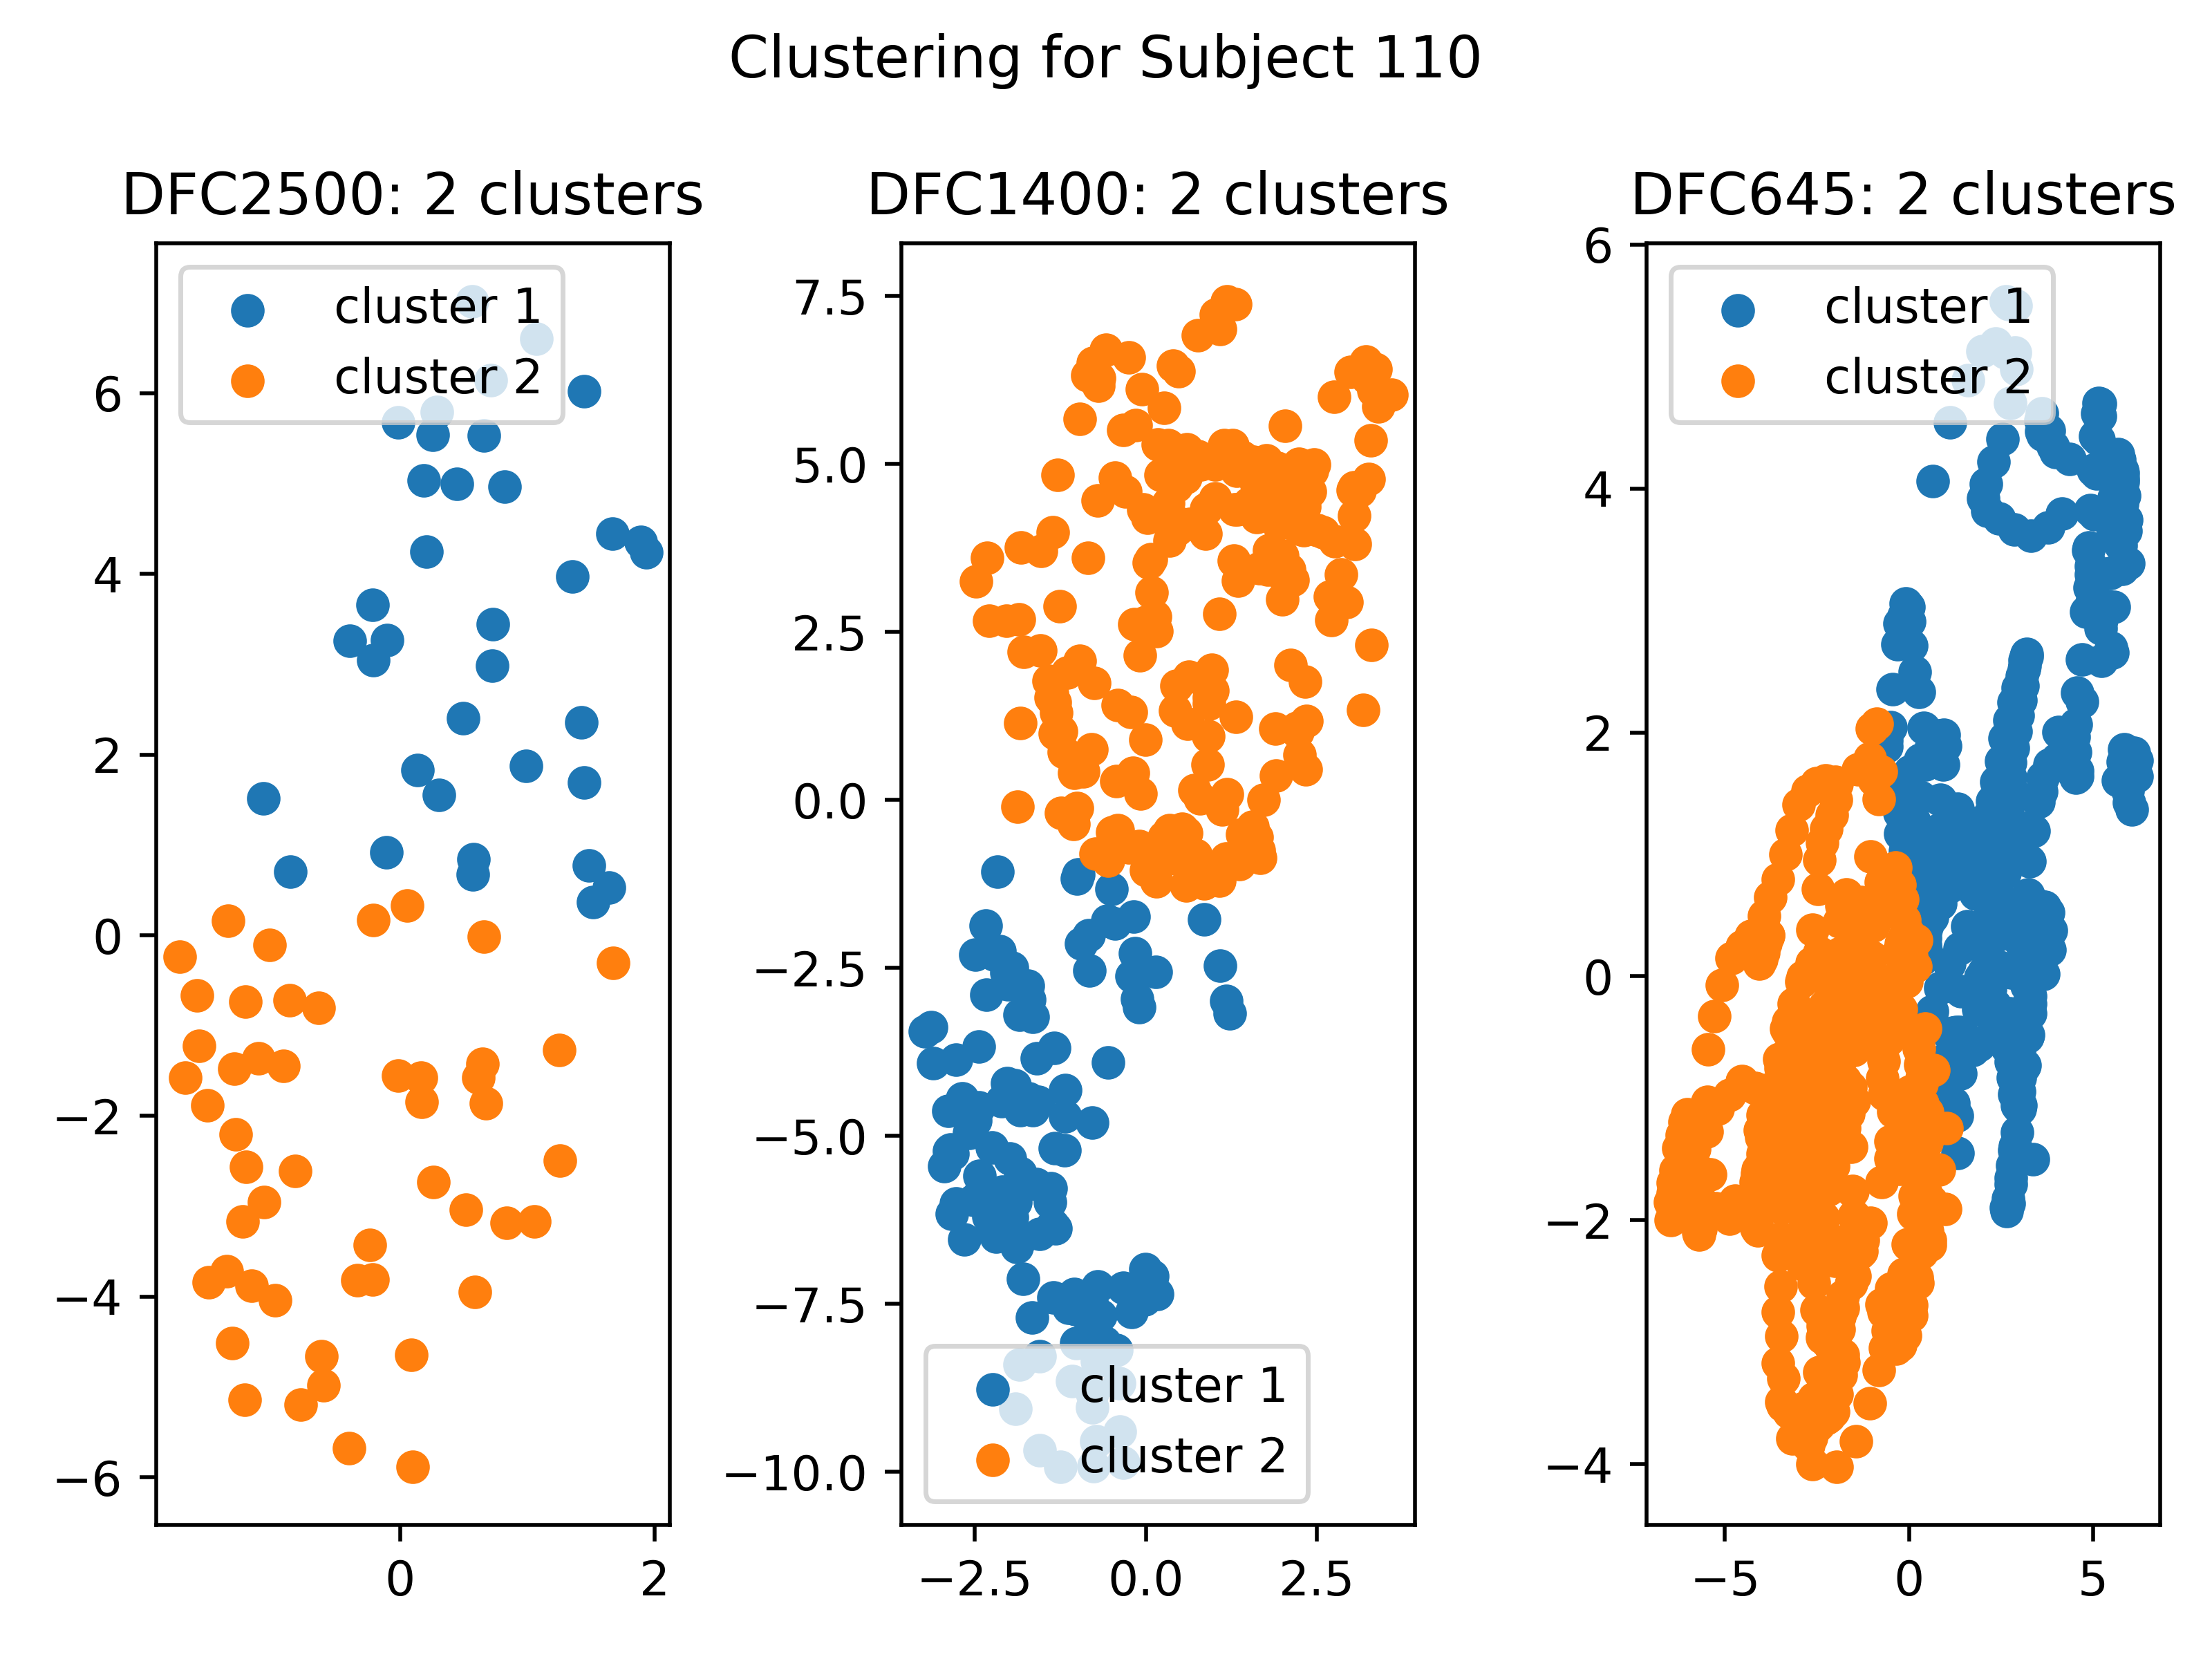 Clustering for Subject 110
DFC2500: 2 clusters
cluster 1
cluster 2
6
4
2
0
−2
−4
−6
0 2
DFC1400: 2 clusters
7.5
5.0
2.5
0.0
−2.5
−5.0
−7.5
−10.0
cluster 1
cluster 2
−2.5 0.0 2.5
DFC645: 2 clusters
6
cluster 1
cluster 2
4
2
0
−2
−4
−5 0 5